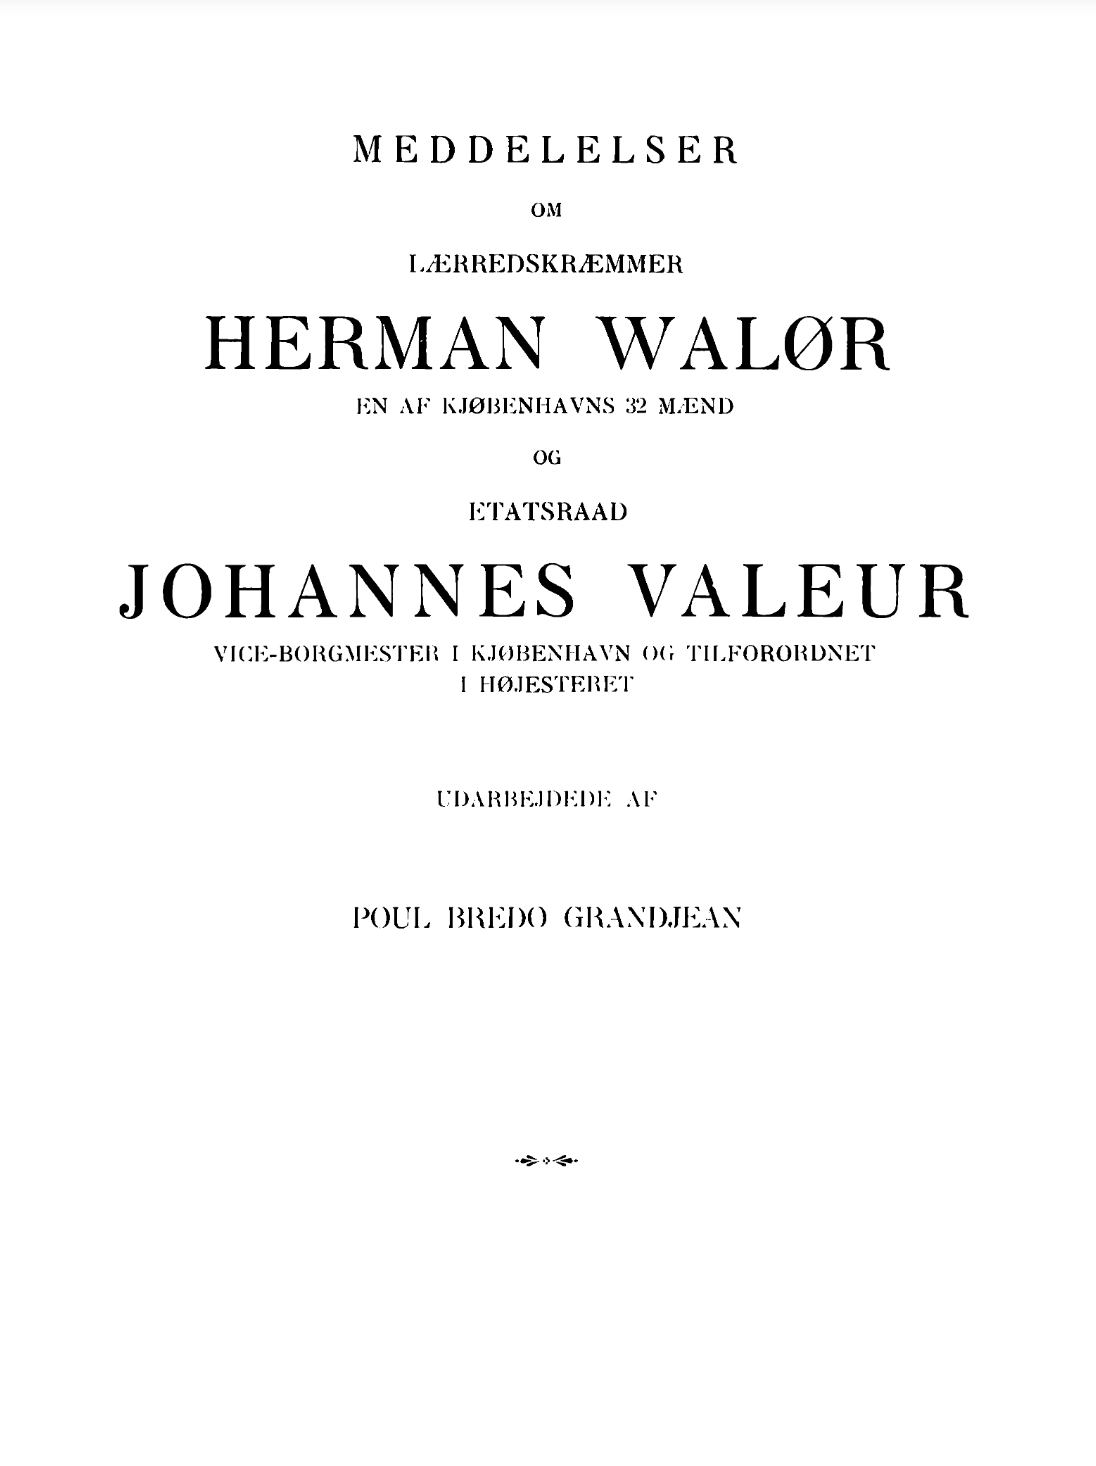 MEDDELELSER
OM
LÆRREDSKRÆMMER
HERMAN WALØR
EN AF KJØBENHAVNS 32 MÆND
OG
ETATSRAAD
JOHANNES VALEUR
VICE-BORGMESTER I KJØBENHAVN OG TILFORORDNET
I HØJESTERET
UDARBEJDEDE AF
POUL BREDO GRANDJEAN